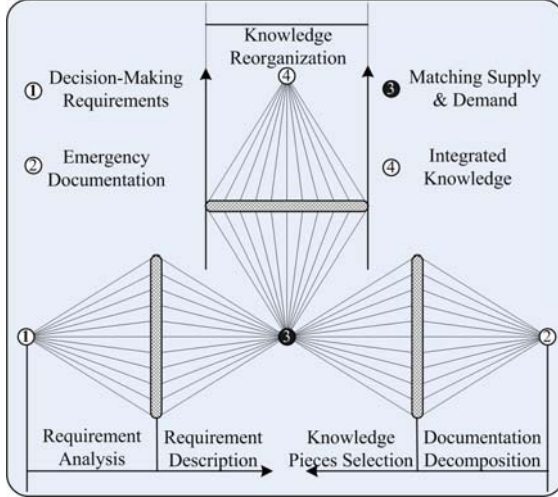 Knowledge
Reorganization
④
① Decision-Making
Requirements
❸ Matching Supply
& Demand
② Emergency
Documentation
④ Integrated
Knowledge
①
❸
②
Requirement
Analysis
Requirement
Description
Knowledge
Pieces Selection
Documentation
Decomposition